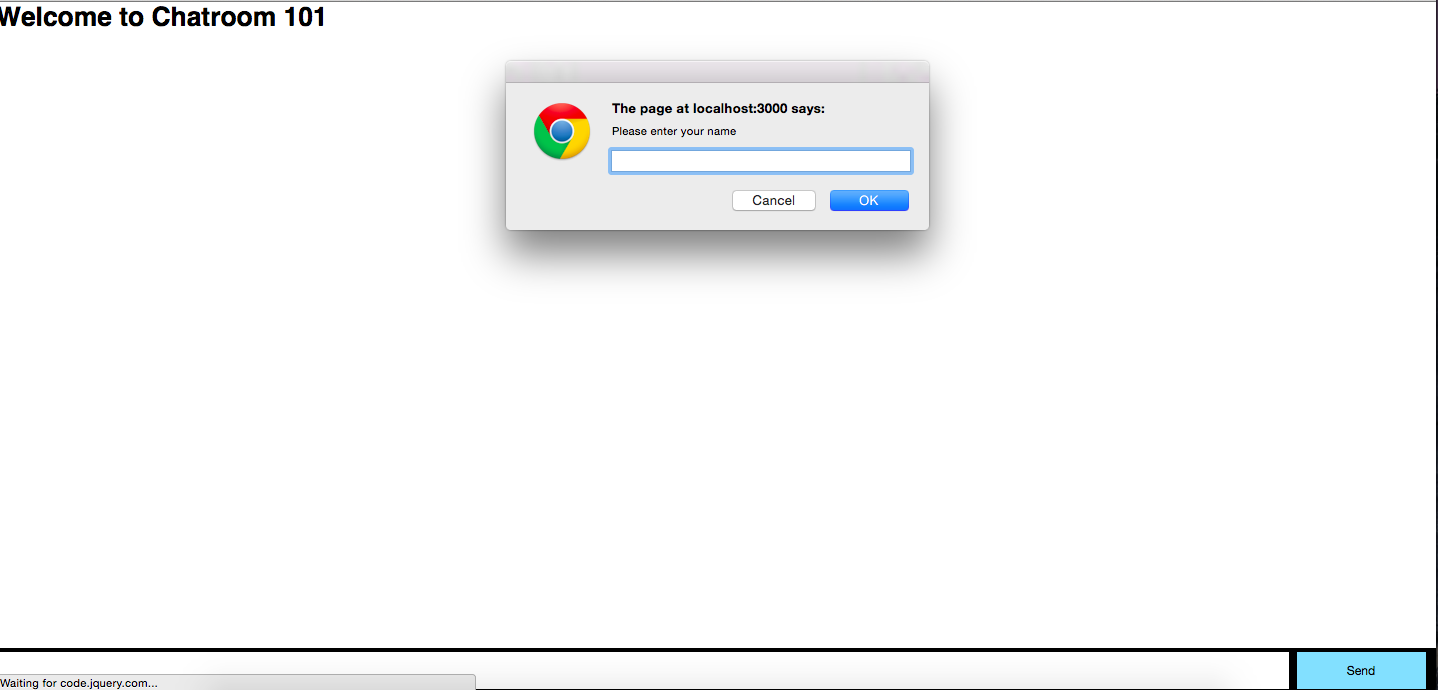 Welcome to Chatroom 101
The page at localhost:3000 says:
Please enter your name
Cancel
OK
Send
Waiting for code.jquery.com...